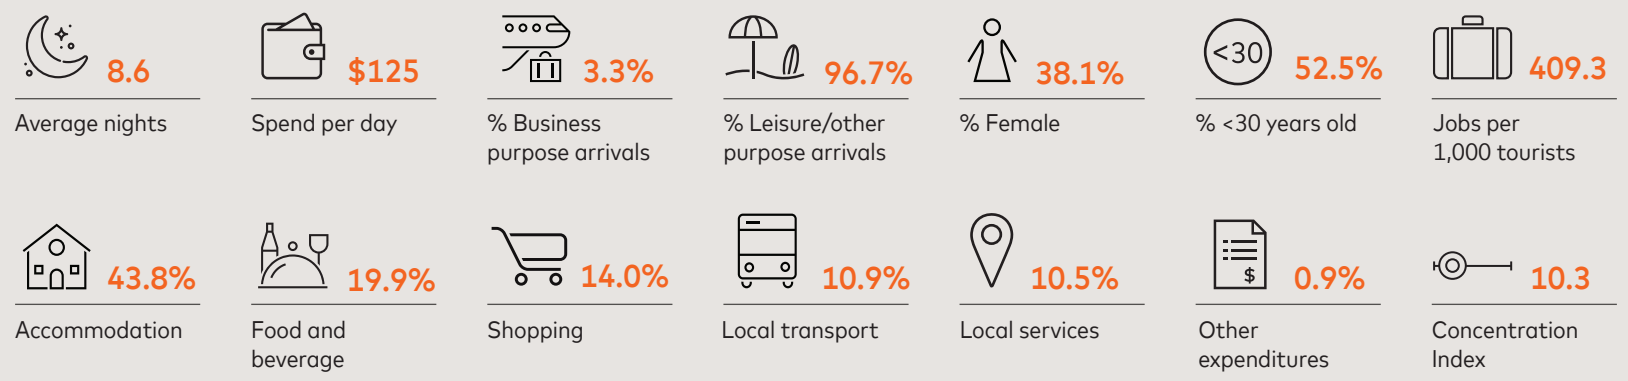 8.6
Average nights
$125
Spend per day
3.3%
% Business
purpose arrivals
96.7%
% Leisure/other
purpose arrivals
38.1%
% Female
<30
52.5%
% <30 years old
409.3
Jobs per
1,000 tourists
43.8%
Accommodation
19.9%
Food and
beverage
14.0%
Shopping
10.9%
Local transport
10.5%
Local services
$
0.9%
Other
expenditures
10.3
Concentration
Index